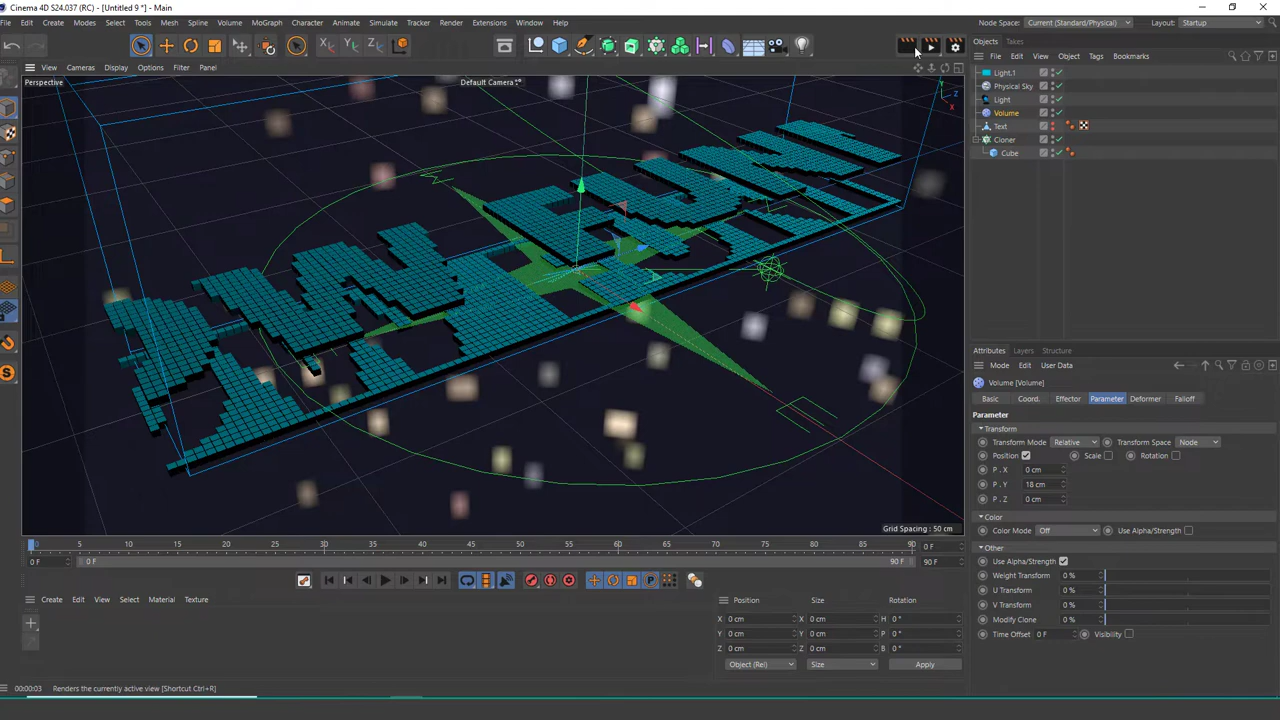 Cinema 4D S24.037 (RC) - [Untitled 9 *] - Main
File Edit Create Modes Select Tools Mesh Spline Volume MoGraph Character Animate Simulate Tracker Render Extensions Window Help Node Space: Current (Standard/Physical) Layout: Startup
Objects Takes
View Cameras Display Options Filter Panel
File Edit View Object Tags Bookmarks
Perspective Default Camera
Light.1
Physical Sky
Light
Volume
Text
Cloner
Cube
Y Z X
Grid Spacing : 50 cm
0 5 10 15 20 25 30 35 40 45 50 55 60 65 70 75 80 85 90 0 F
0 F 0 F 90 F 90 F
Create Edit View Select Material Texture
Position Size Rotation
X 0 cm X 0 cm H 0 °
Y 0 cm Y 0 cm P 0 °
Z 0 cm Z 0 cm B 0 °
Object (Rel) Size Apply
Attributes Layers Structure
Mode Edit User Data
Volume [Volume]
Basic Coord. Effector Parameter Deformer Falloff
Parameter
Transform
Transform Mode Relative Transform Space Node
Position Scale Rotation
P . X 0 cm
P . Y 18 cm
P . Z 0 cm
Color
Color Mode Off Use Alpha/Strength
Other
Use Alpha/Strength
Weight Transform 0 %
U Transform 0 %
V Transform 0 %
Modify Clone 0 %
Time Offset 0 F Visibility
00:00:03 Renders the currently active view [Shortcut Ctrl+R]